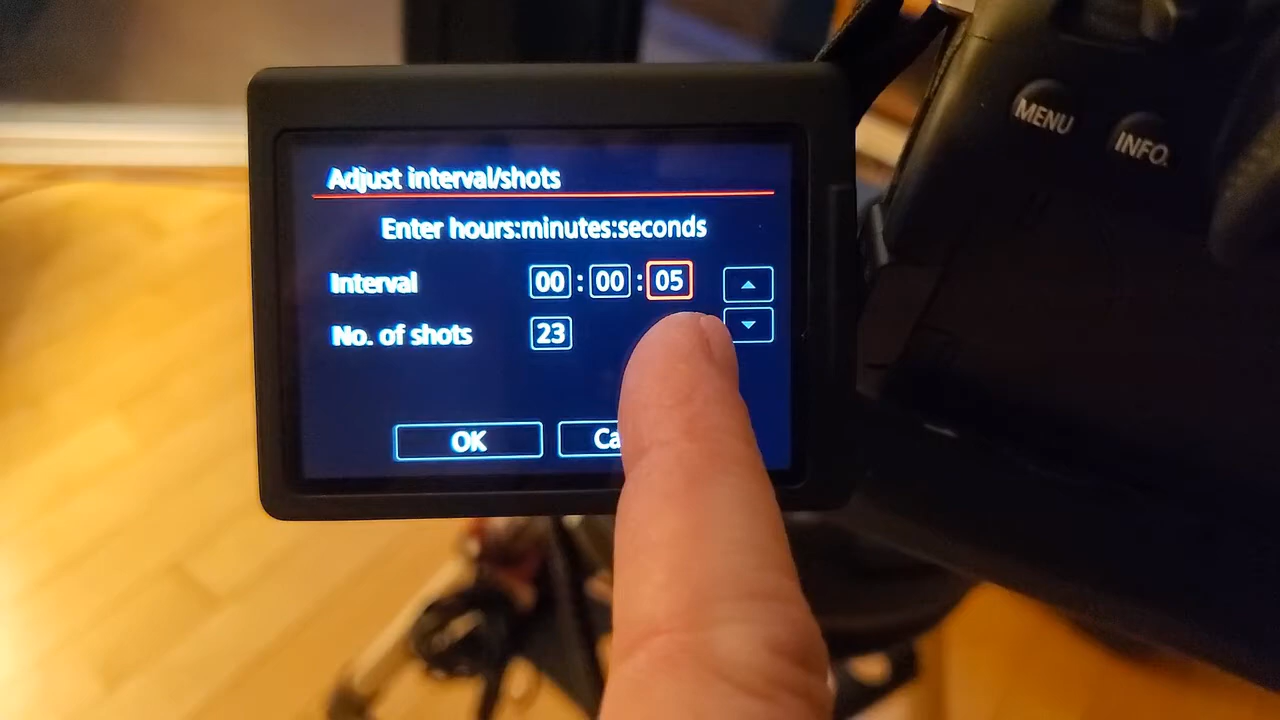 Adjust interval/shots
Enter hours:minutes:seconds
Interval 00 : 00 : 05
No. of shots 23
OK
MENU
INFO.